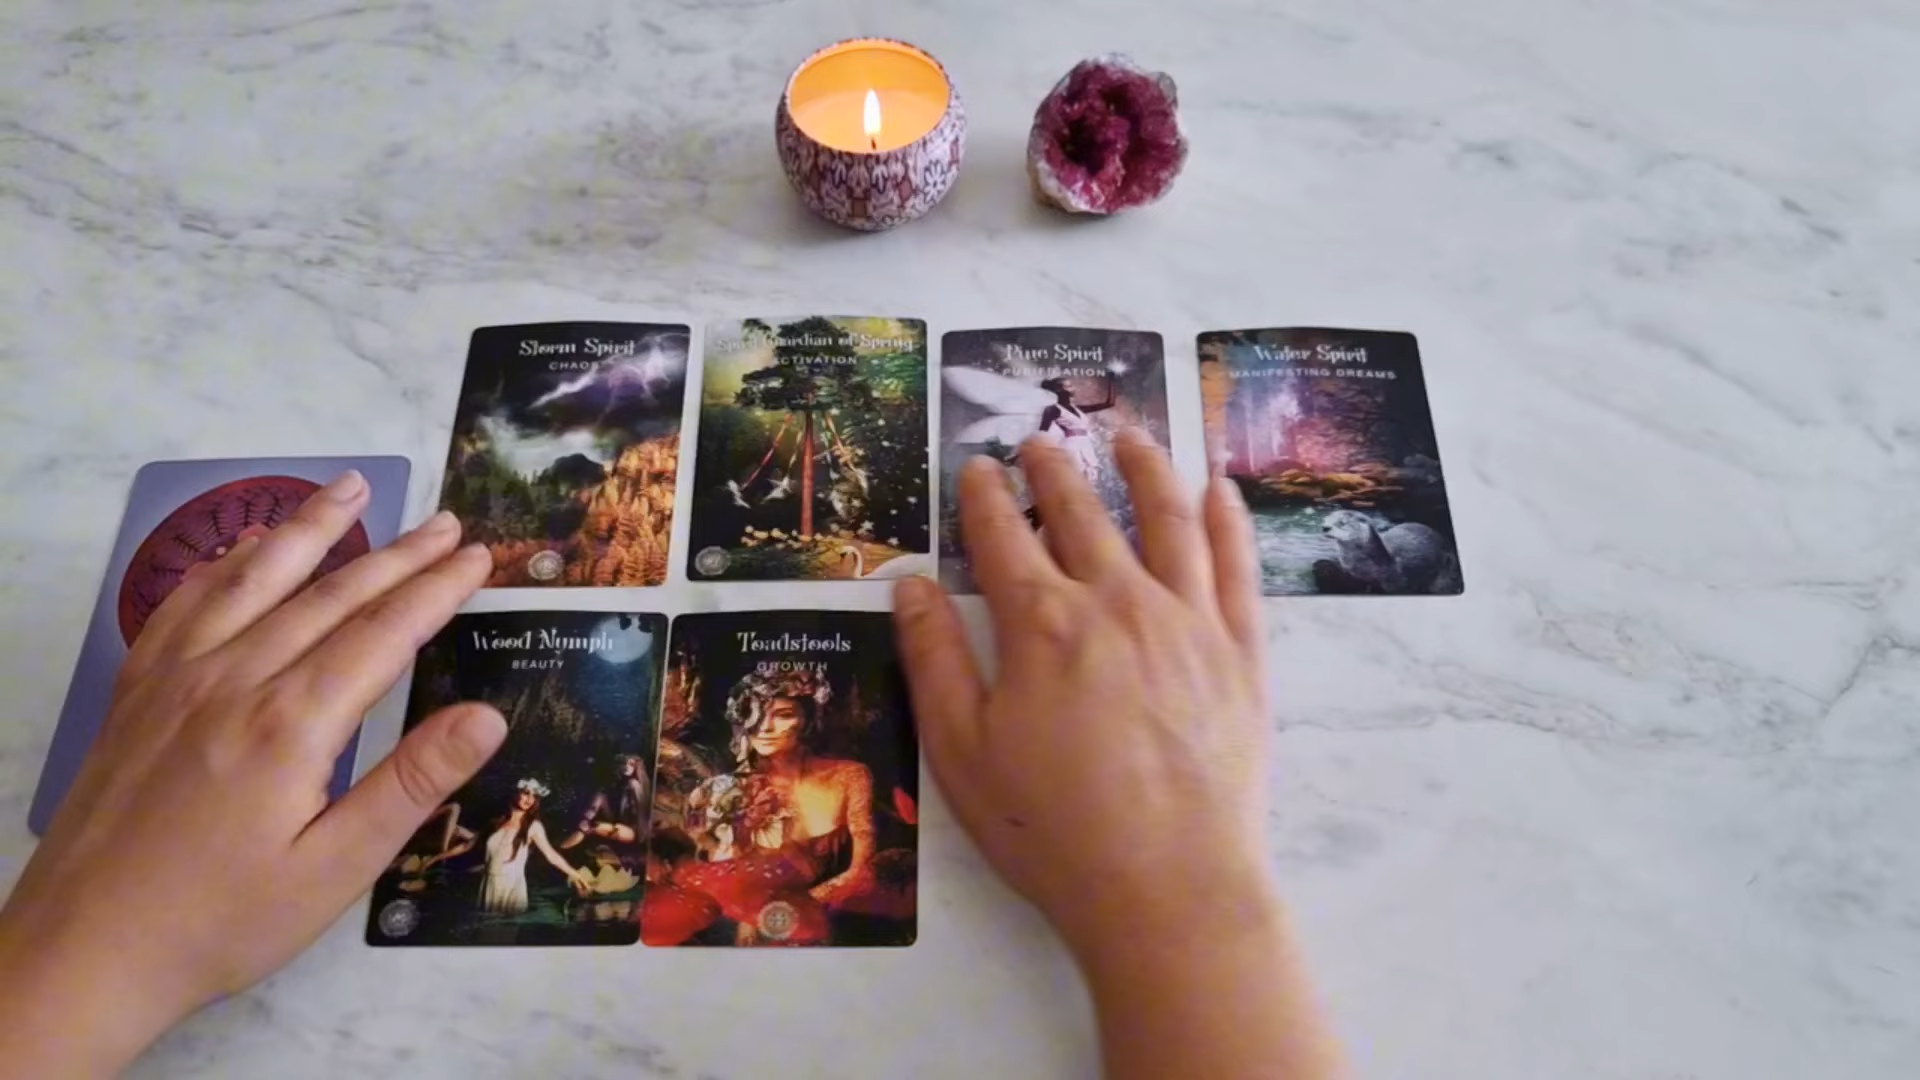 Storm Spirit
CHAOS
Spirit Guardian of Spring
ACTIVATION
Pine Spirit
PURIFICATION
Water Spirit
MANIFESTING DREAMS
Wood Nymph
BEAUTY
Toadstools
GROWTH